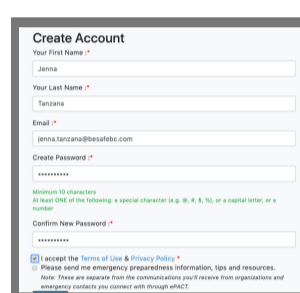 Create Account
Your First Name :*
Jenna
Your Last Name :*
Tanzana
Email :*
jenna.tanzana@besafebc.com
Create Password :*
••••••••••
Minimum 10 characters
At least ONE of the following: a special character (e.g. @, #, $, %), or a capital letter, or a
number
Confirm New Password :*
••••••••••
I accept the Terms of Use & Privacy Policy *
Please send me emergency preparedness information, tips and resources.
Note: These are separate from the communications you'll receive from organizations and
emergency contacts you connect with through ePACT.